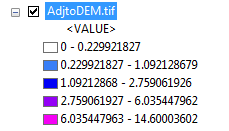 AdjtoDEM.tif
<VALUE>
0 - 0.229921827
0.229921827 - 1.092128679
1.09212868 - 2.759061926
2.759061927 - 6.035447962
6.035447963 - 14.60003602